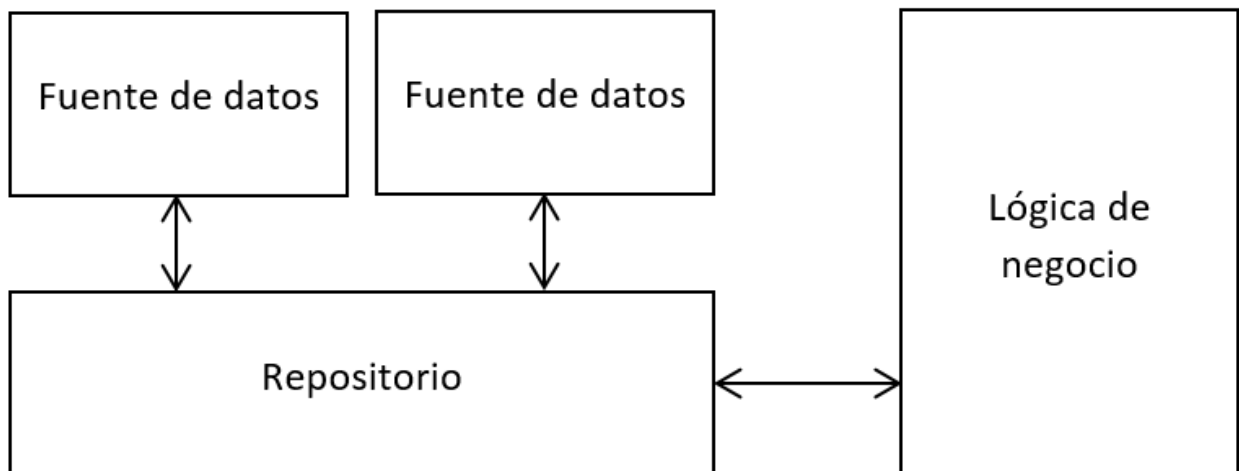 Fuente de datos
Fuente de datos
Lógica de
negocio
Repositorio